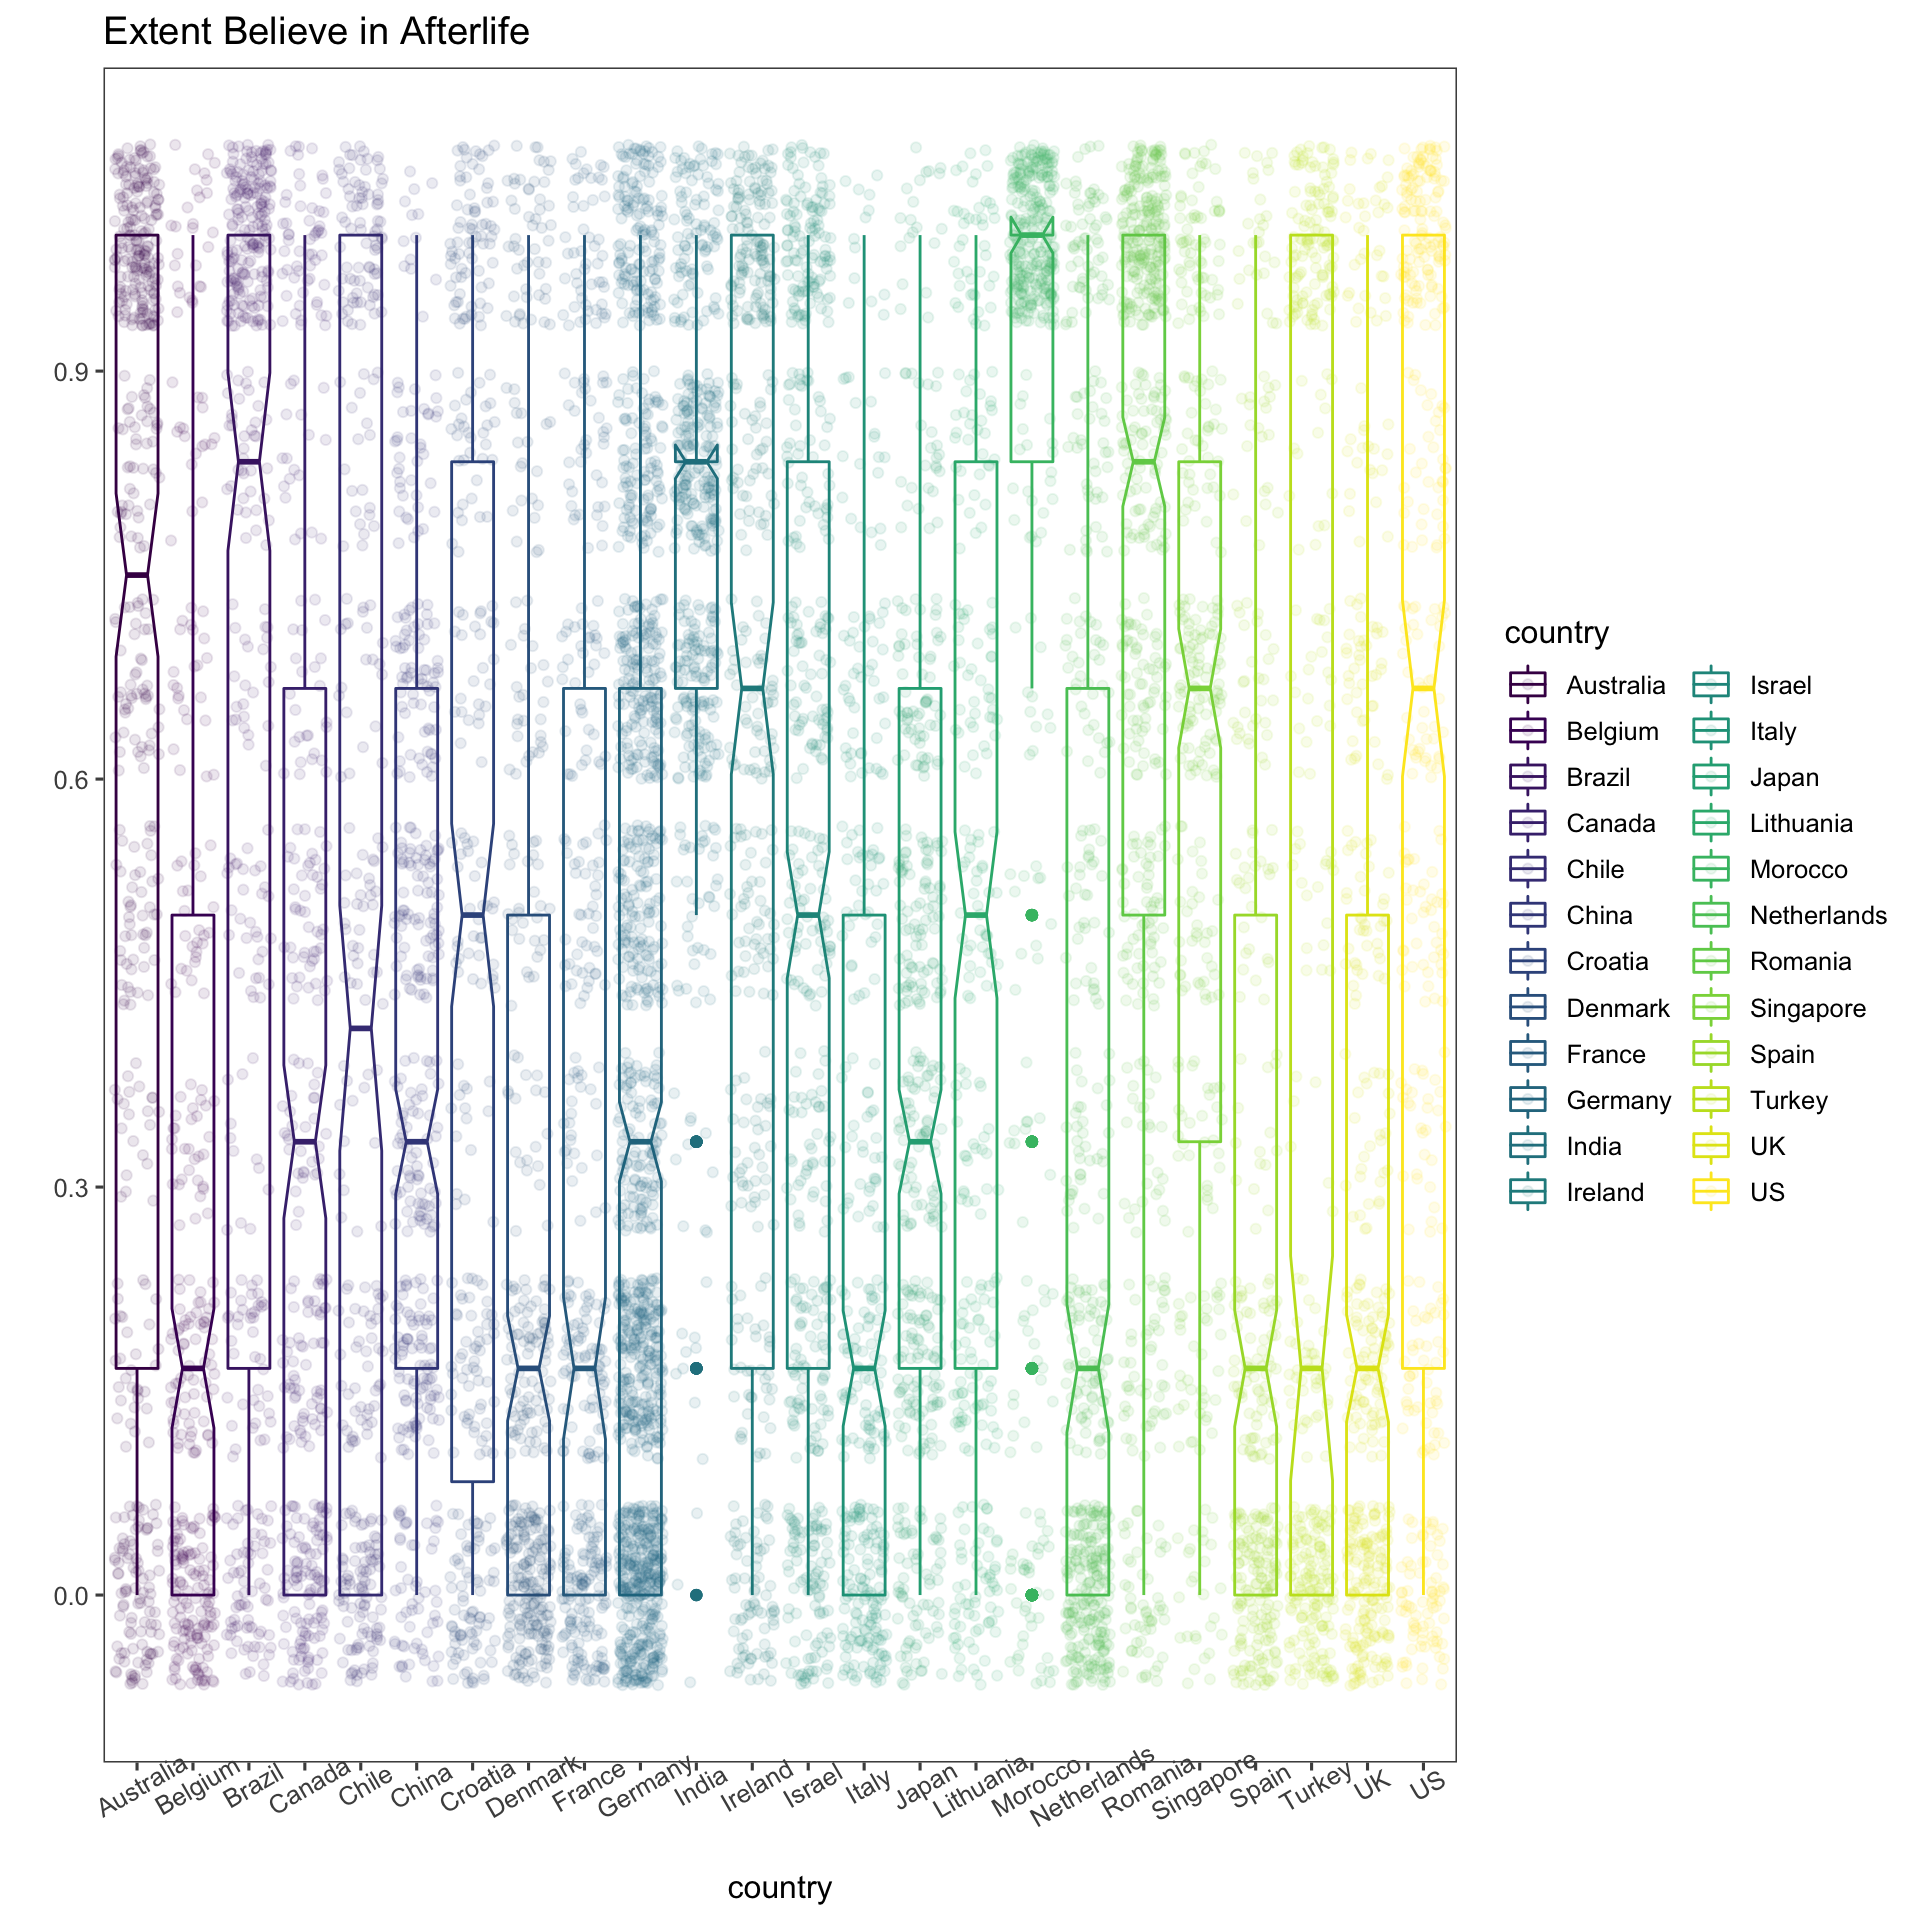 Extent Believe in Afterlife
0.9
0.6
0.3
0.0
Australia
Belgium
Brazil
Canada
Chile
China
Croatia
Denmark
France
Germany
India
Ireland
Israel
Italy
Japan
Lithuania
Morocco
Netherlands
Romania
Singapore
Spain
Turkey
UK
US
country
country
Australia
Belgium
Brazil
Canada
Chile
China
Croatia
Denmark
France
Germany
India
Ireland
Israel
Italy
Japan
Lithuania
Morocco
Netherlands
Romania
Singapore
Spain
Turkey
UK
US